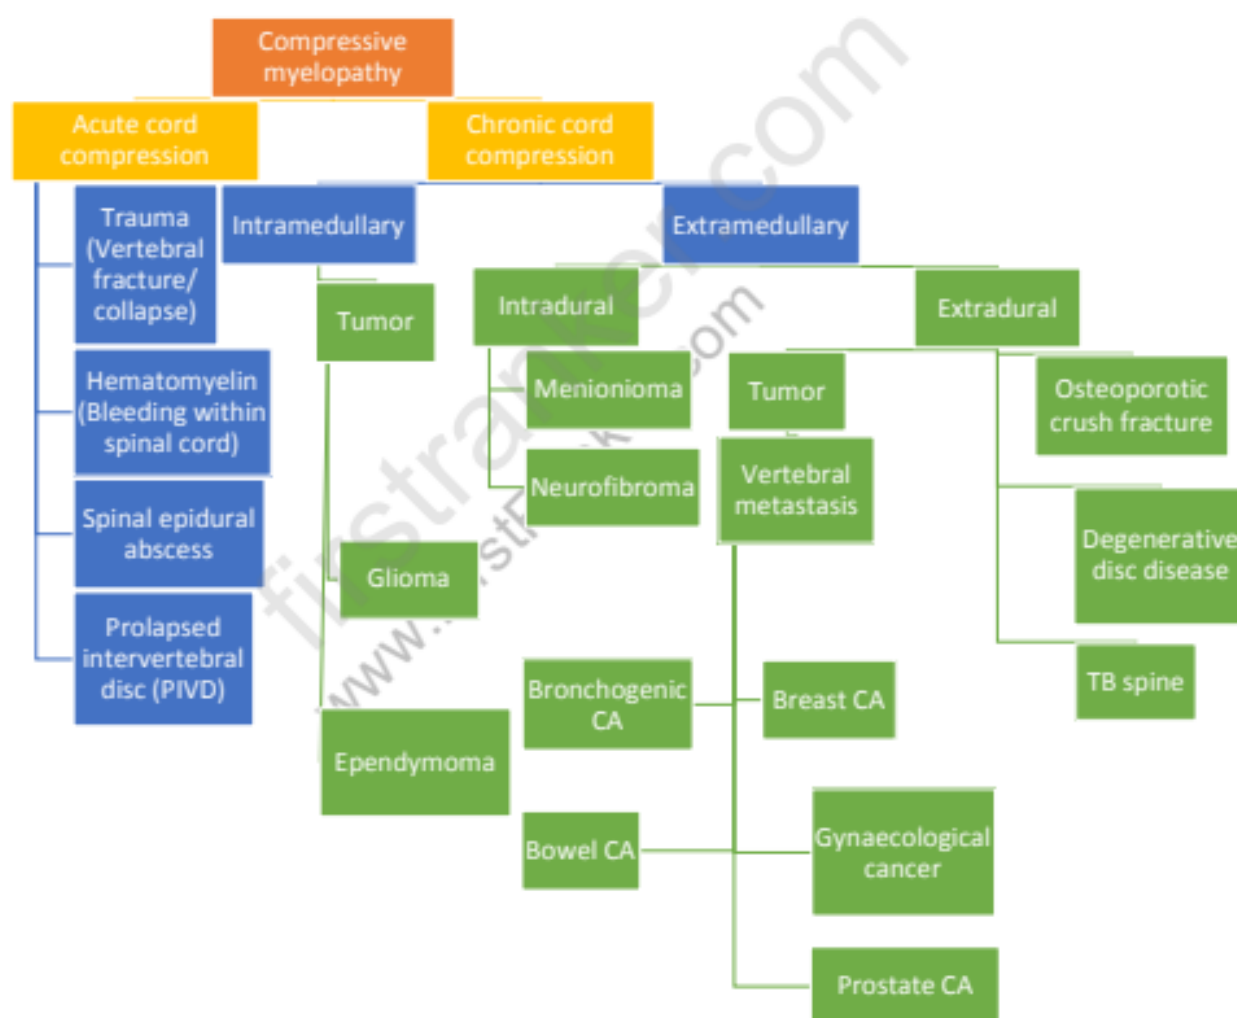 Compressive
myelopathy
Acute cord
compression
Chronic cord
compression
Trauma
(Vertebral
fracture/
collapse)
Hematomyelin
(Bleeding within
spinal cord)
Spinal epidural
abscess
Prolapsed
intervertebral
disc (PIVD)
Intramedullary
Tumor
Glioma
Ependymoma
Extramedullary
Intradural
Menionioma
Neurofibroma
Extradural
Tumor
Vertebral
metastasis
Bronchogenic
CA
Breast CA
Bowel CA
Gynaecological
cancer
Prostate CA
Osteoporotic
crush fracture
Degenerative
disc disease
TB spine
firstranker.com